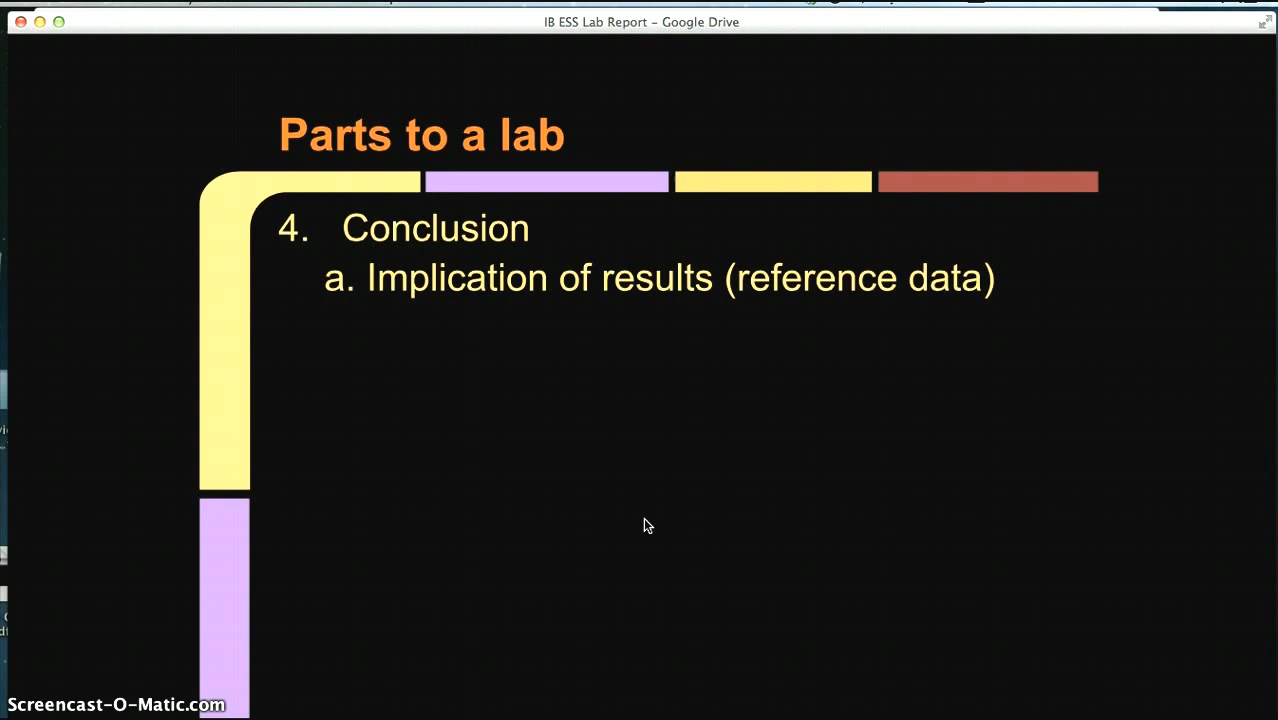 IB ESS Lab Report – Google Drive
Parts to a lab
4. Conclusion
a. Implication of results (reference data)
Screencast-O-Matic.com